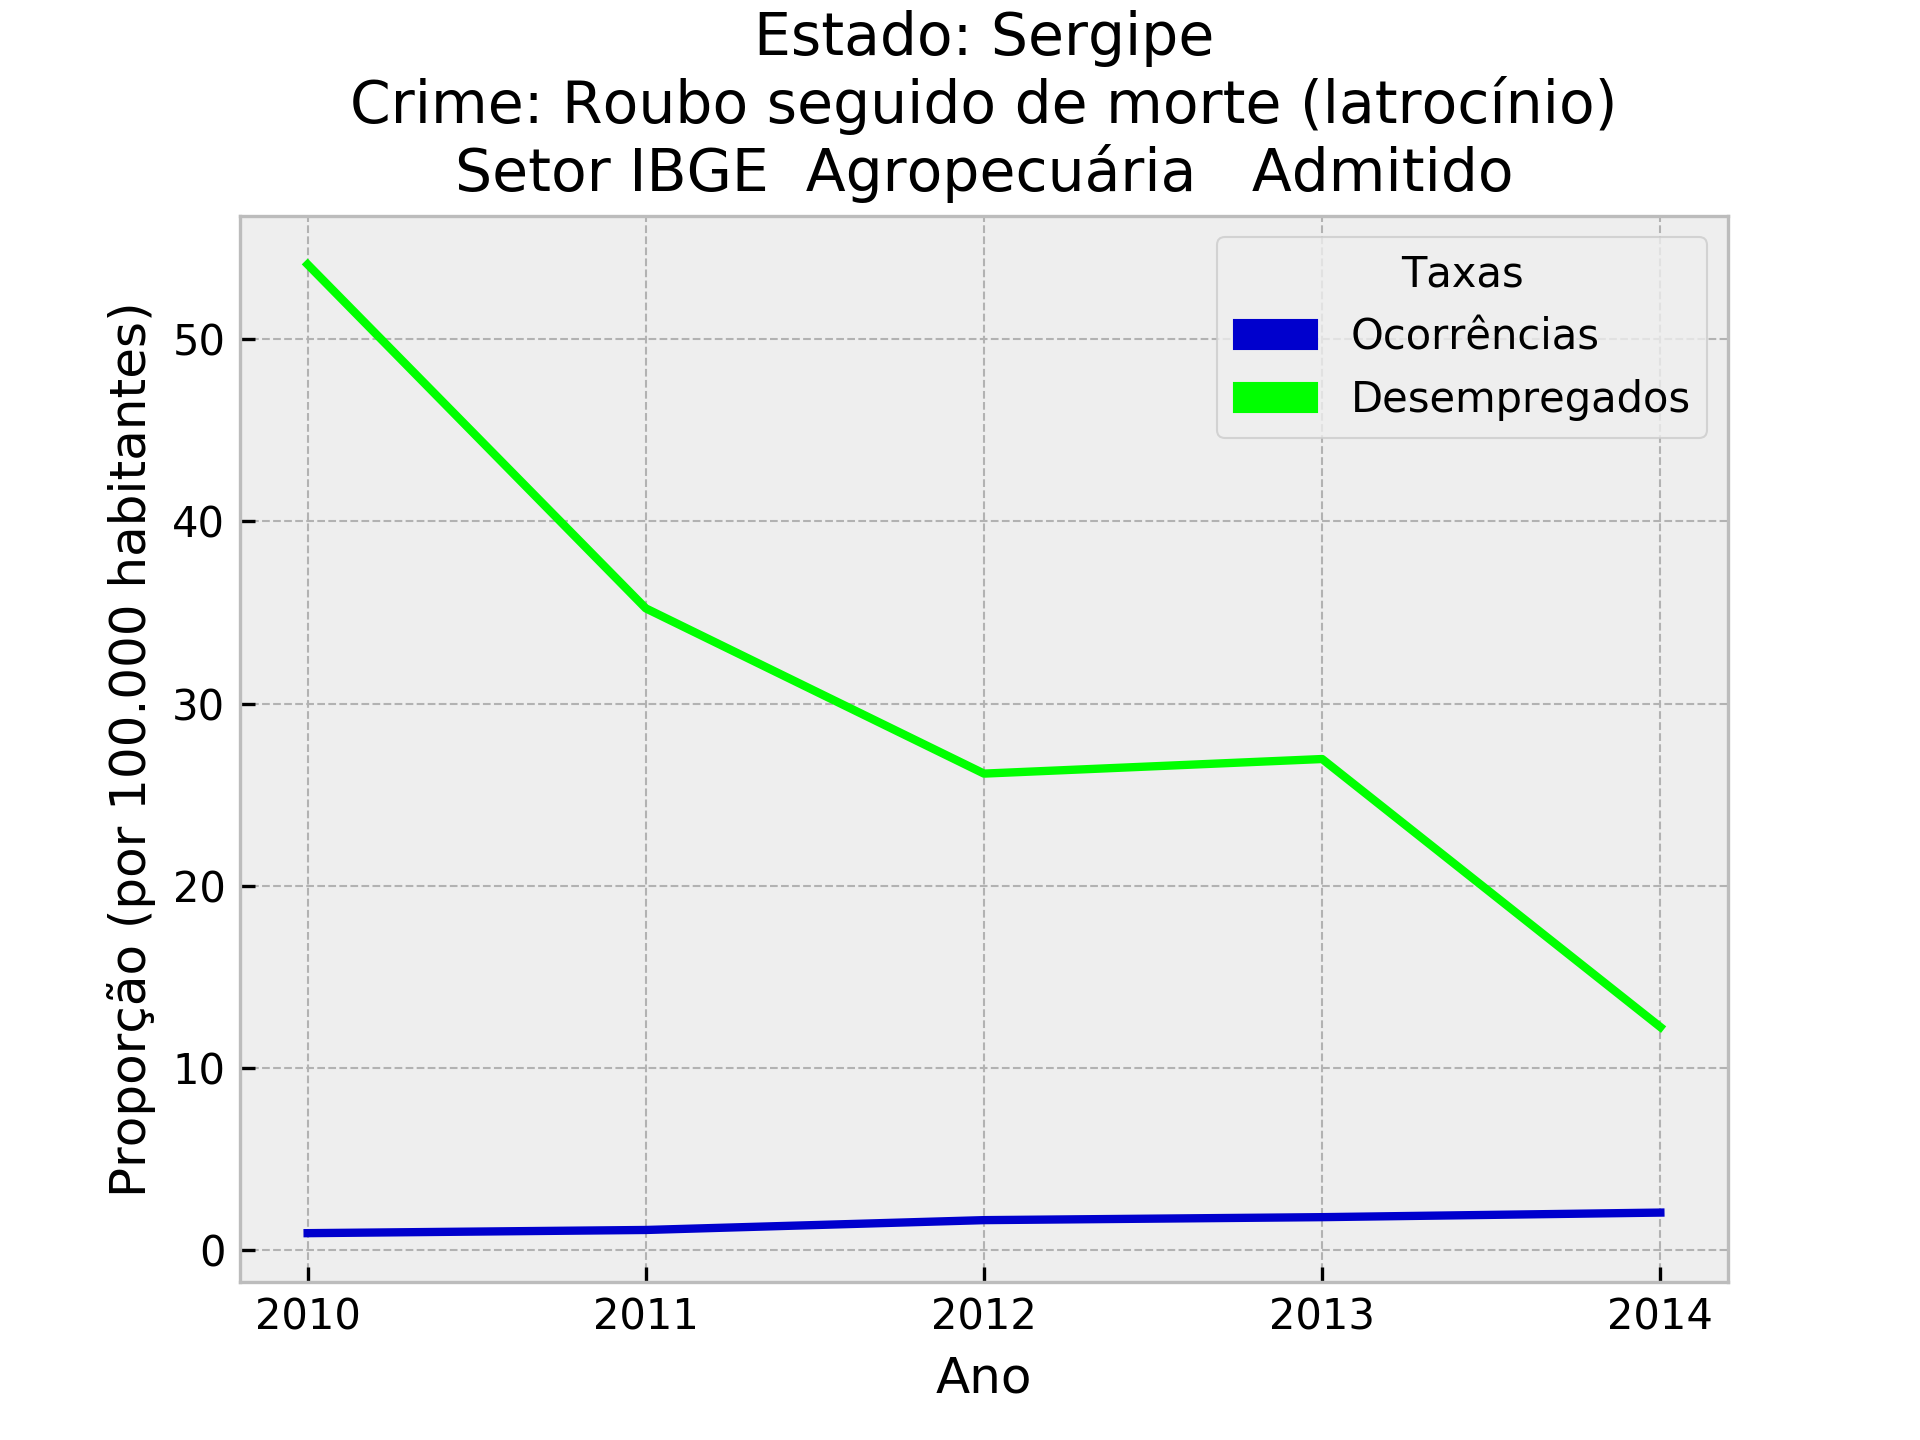 Estado: Sergipe
Crime: Roubo seguido de morte (latrocínio)
Setor IBGE  Agropecuária   Admitido
Proporção (por 100.000 habitantes)
50
40
30
20
10
0
Taxas
Ocorrências
Desempregados
2010 2011 2012 2013 2014
Ano